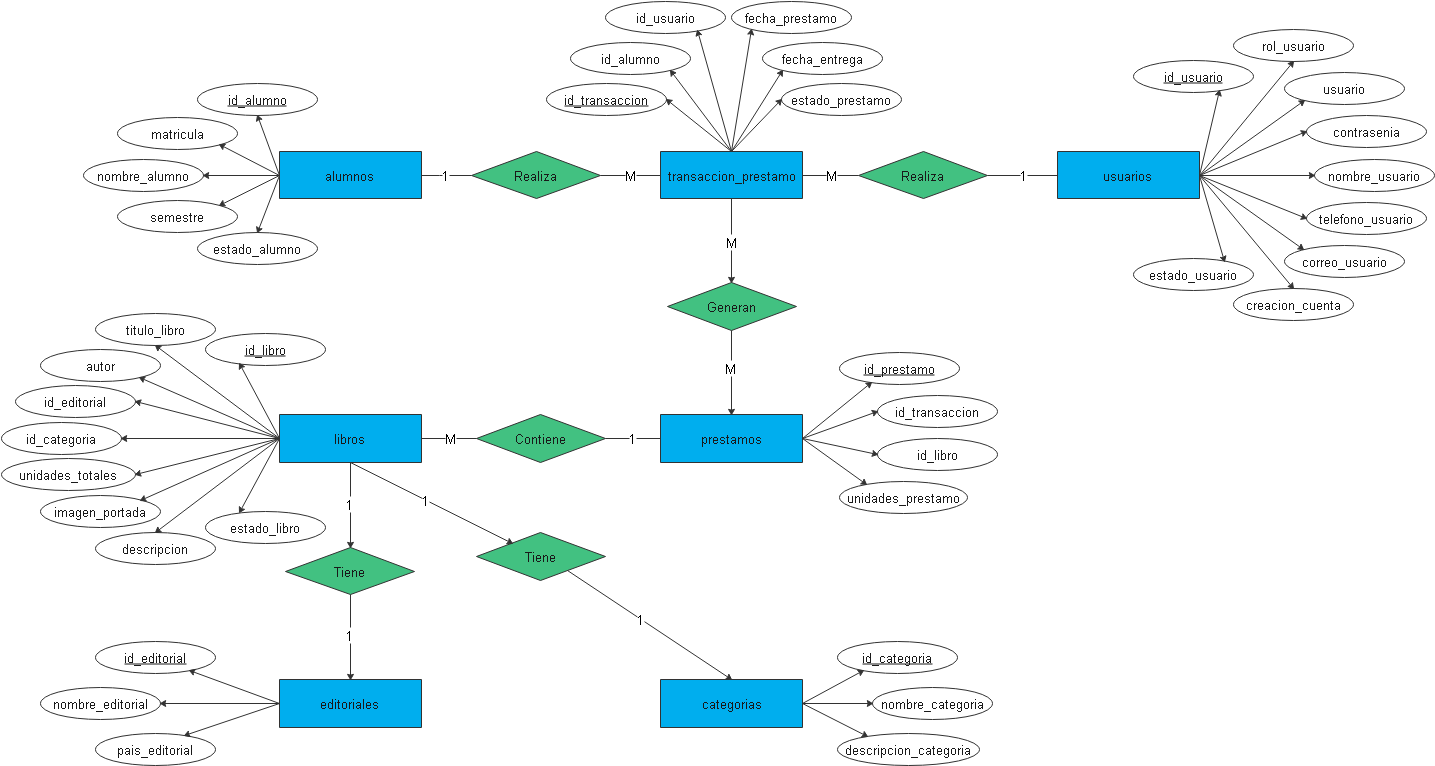 id_usuario
fecha_prestamo
id_alumno
fecha_entrega
id_transaccion
estado_prestamo
rol_usuario
id_usuario
usuario
contrasenia
nombre_usuario
telefono_usuario
correo_usuario
estado_usuario
creacion_cuenta
id_alumno
matricula
nombre_alumno
semestre
estado_alumno
alumnos
1
Realiza
M
transaccion_prestamo
M
Realiza
1
usuarios
M
Generan
M
titulo_libro
id_libro
autor
id_editorial
id_categoria
unidades_totales
imagen_portada
descripcion
estado_libro
libros
M
Contiene
1
prestamos
id_prestamo
id_transaccion
id_libro
unidades_prestamo
1
1
Tiene
Tiene
1
1
id_editorial
nombre_editorial
pais_editorial
editoriales
categorias
id_categoria
nombre_categoria
descripcion_categoria